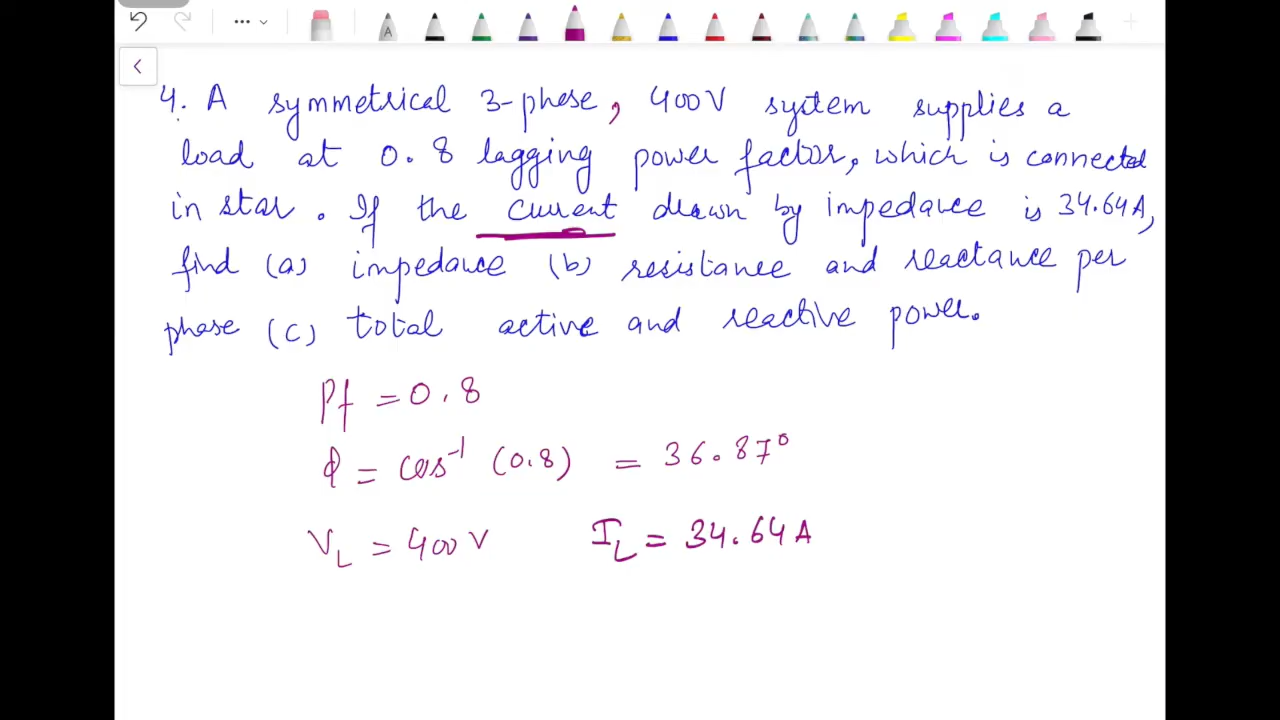 4. A symmetrical 3-phase, 400V system supplies a
load at 0.8 lagging power factor, which is connected
in star. If the current drawn by impedance is 34.64A,
find (a) impedance (b) resistance and reactance per
phase (c) total active and reactive power.
Pf = 0.8
ϕ = cos⁻¹ (0.8) = 36.87°
V_L = 400 V I_L = 34.64 A